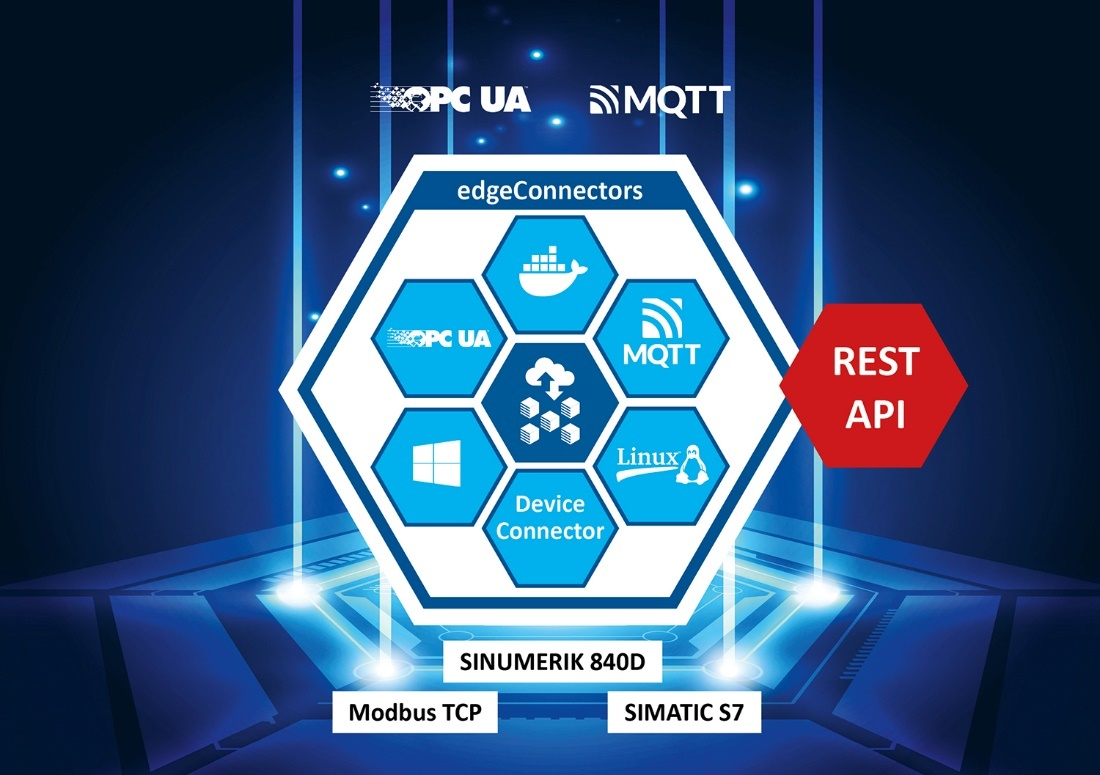 OPC UA
MQTT
edgeConnectors
OPC UA
MQTT
REST
API
Linux
Device
Connector
SINUMERIK 840D
Modbus TCP
SIMATIC S7